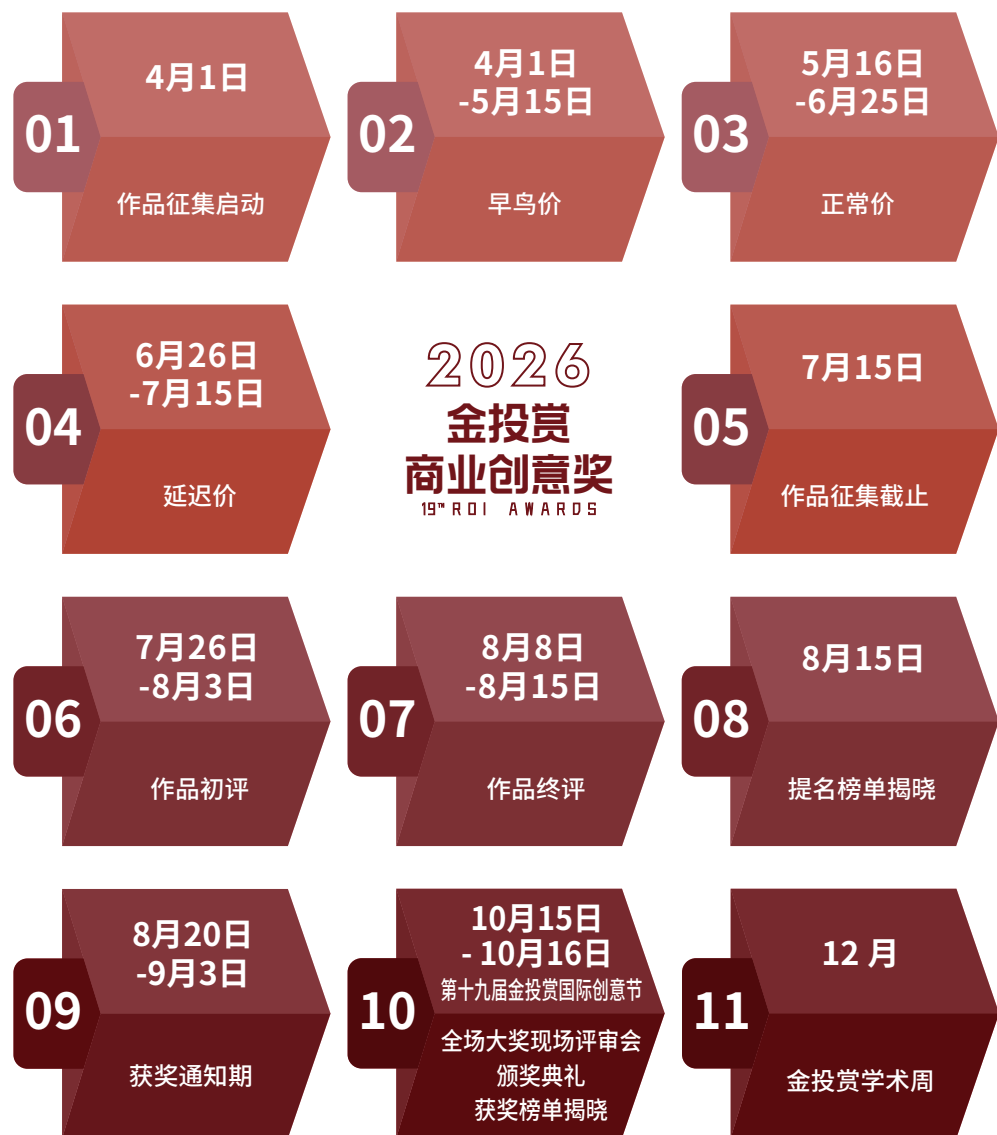 01
4月1日
作品征集启动
02
4月1日
-5月15日
早鸟价
03
5月16日
-6月25日
正常价
04
6月26日
-7月15日
延迟价
2026
金投赏
商业创意奖
19TH ROI AWARDS
05
7月15日
作品征集截止
06
7月26日
-8月3日
作品初评
07
8月8日
-8月15日
作品终评
08
8月15日
提名榜单揭晓
09
8月20日
-9月3日
获奖通知期
10
10月15日
- 10月16日
第十九届金投赏国际创意节
全场大奖现场评审会
颁奖典礼
获奖榜单揭晓
11
12 月
金投赏学术周